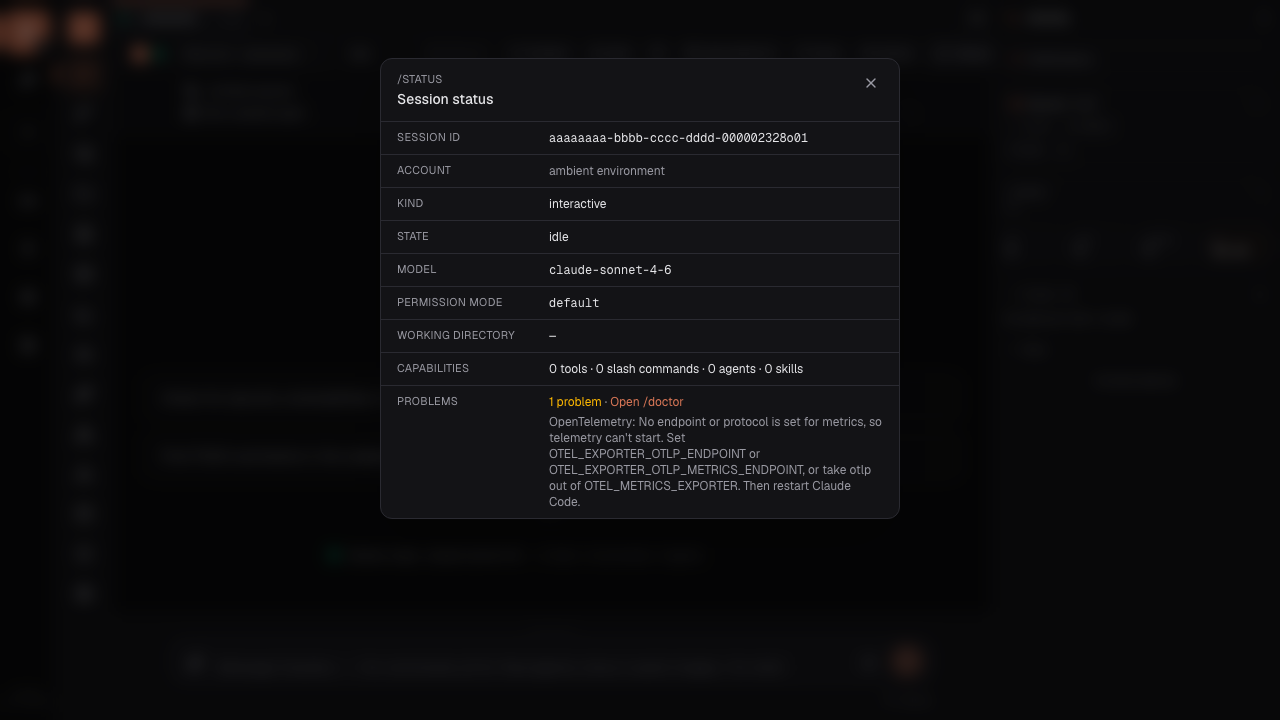 /STATUS
Session status
SESSION ID aaaaaaaa-bbbb-cccc-dddd-000002328o01
ACCOUNT ambient environment
KIND interactive
STATE idle
MODEL claude-sonnet-4-6
PERMISSION MODE default
WORKING DIRECTORY –
CAPABILITIES 0 tools · 0 slash commands · 0 agents · 0 skills
PROBLEMS 1 problem · Open /doctor
OpenTelemetry: No endpoint or protocol is set for metrics, so
telemetry can't start. Set
OTEL_EXPORTER_OTLP_ENDPOINT or
OTEL_EXPORTER_OTLP_METRICS_ENDPOINT, or take otlp
out of OTEL_METRICS_EXPORTER. Then restart Claude
Code.